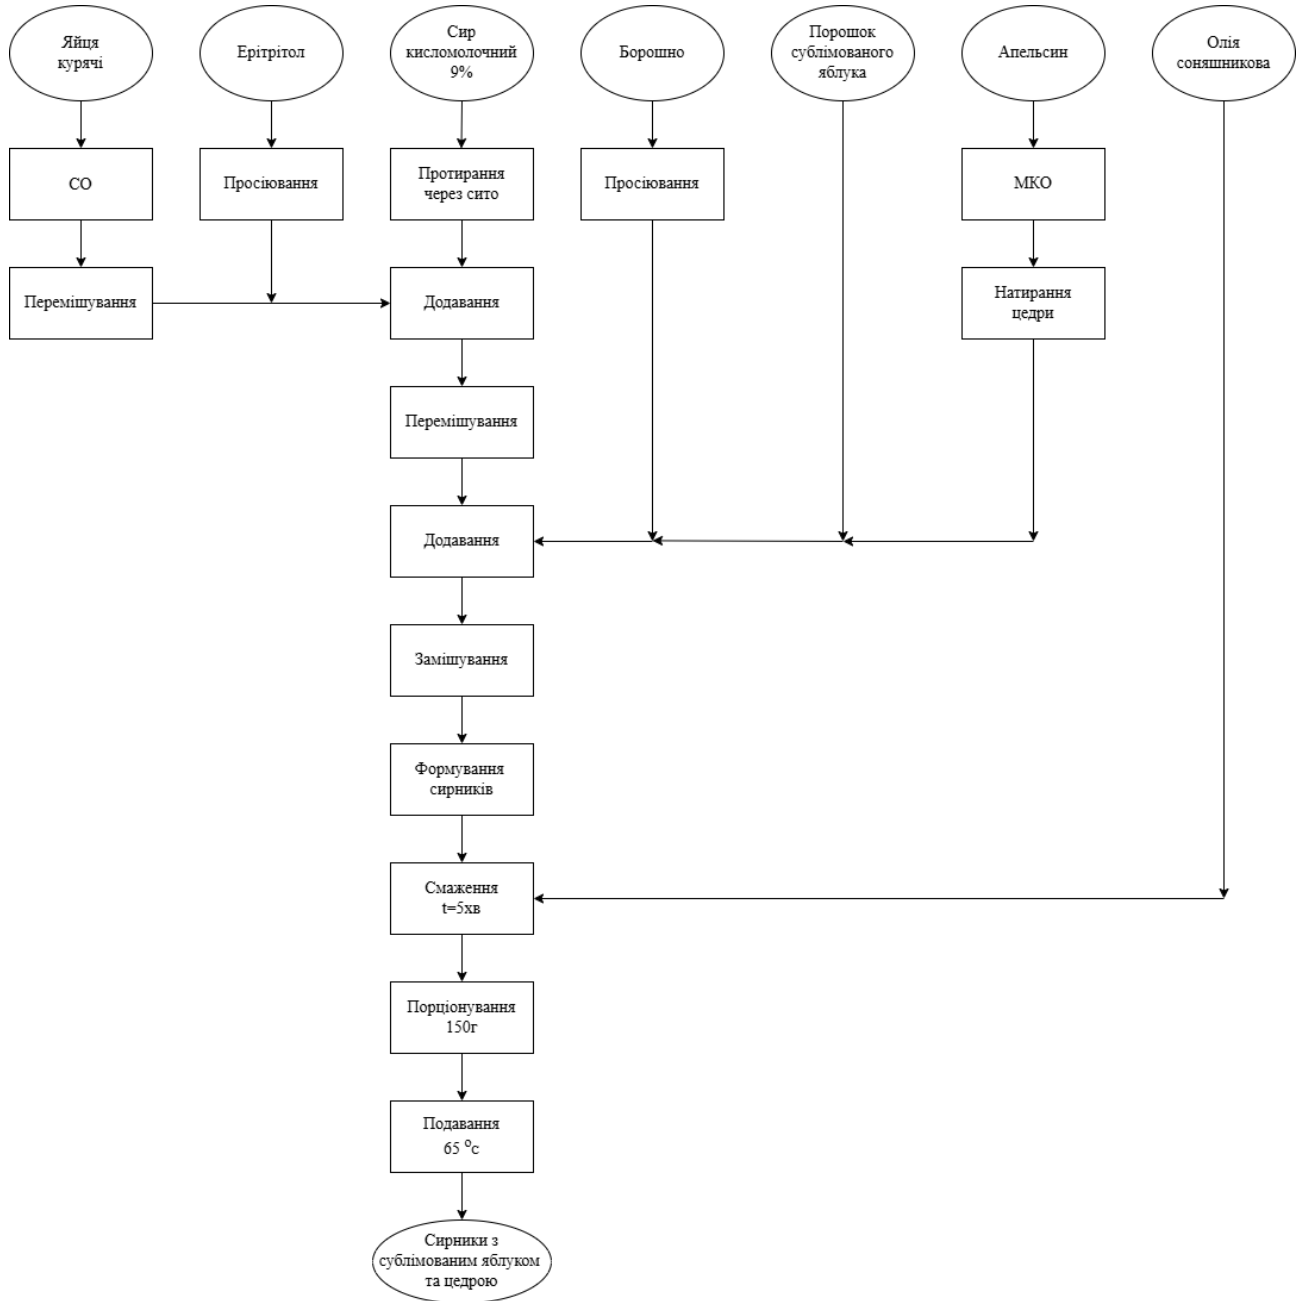 Яйця
курячі
Ерітрітол
Сир
кисломолочний
9%
Борошно
Порошок
сублімованого
яблука
Апельсин
Олія
соняшникова
СО
Просіювання
Протирання
через сито
Просіювання
МКО
Перемішування
Додавання
Натирання
цедри
Перемішування
Додавання
Замішування
Формування
сирників
Смаження
t=5хв
Порціонування
150г
Подавання
65 °с
Сирники з
сублімованим яблуком
та цедрою